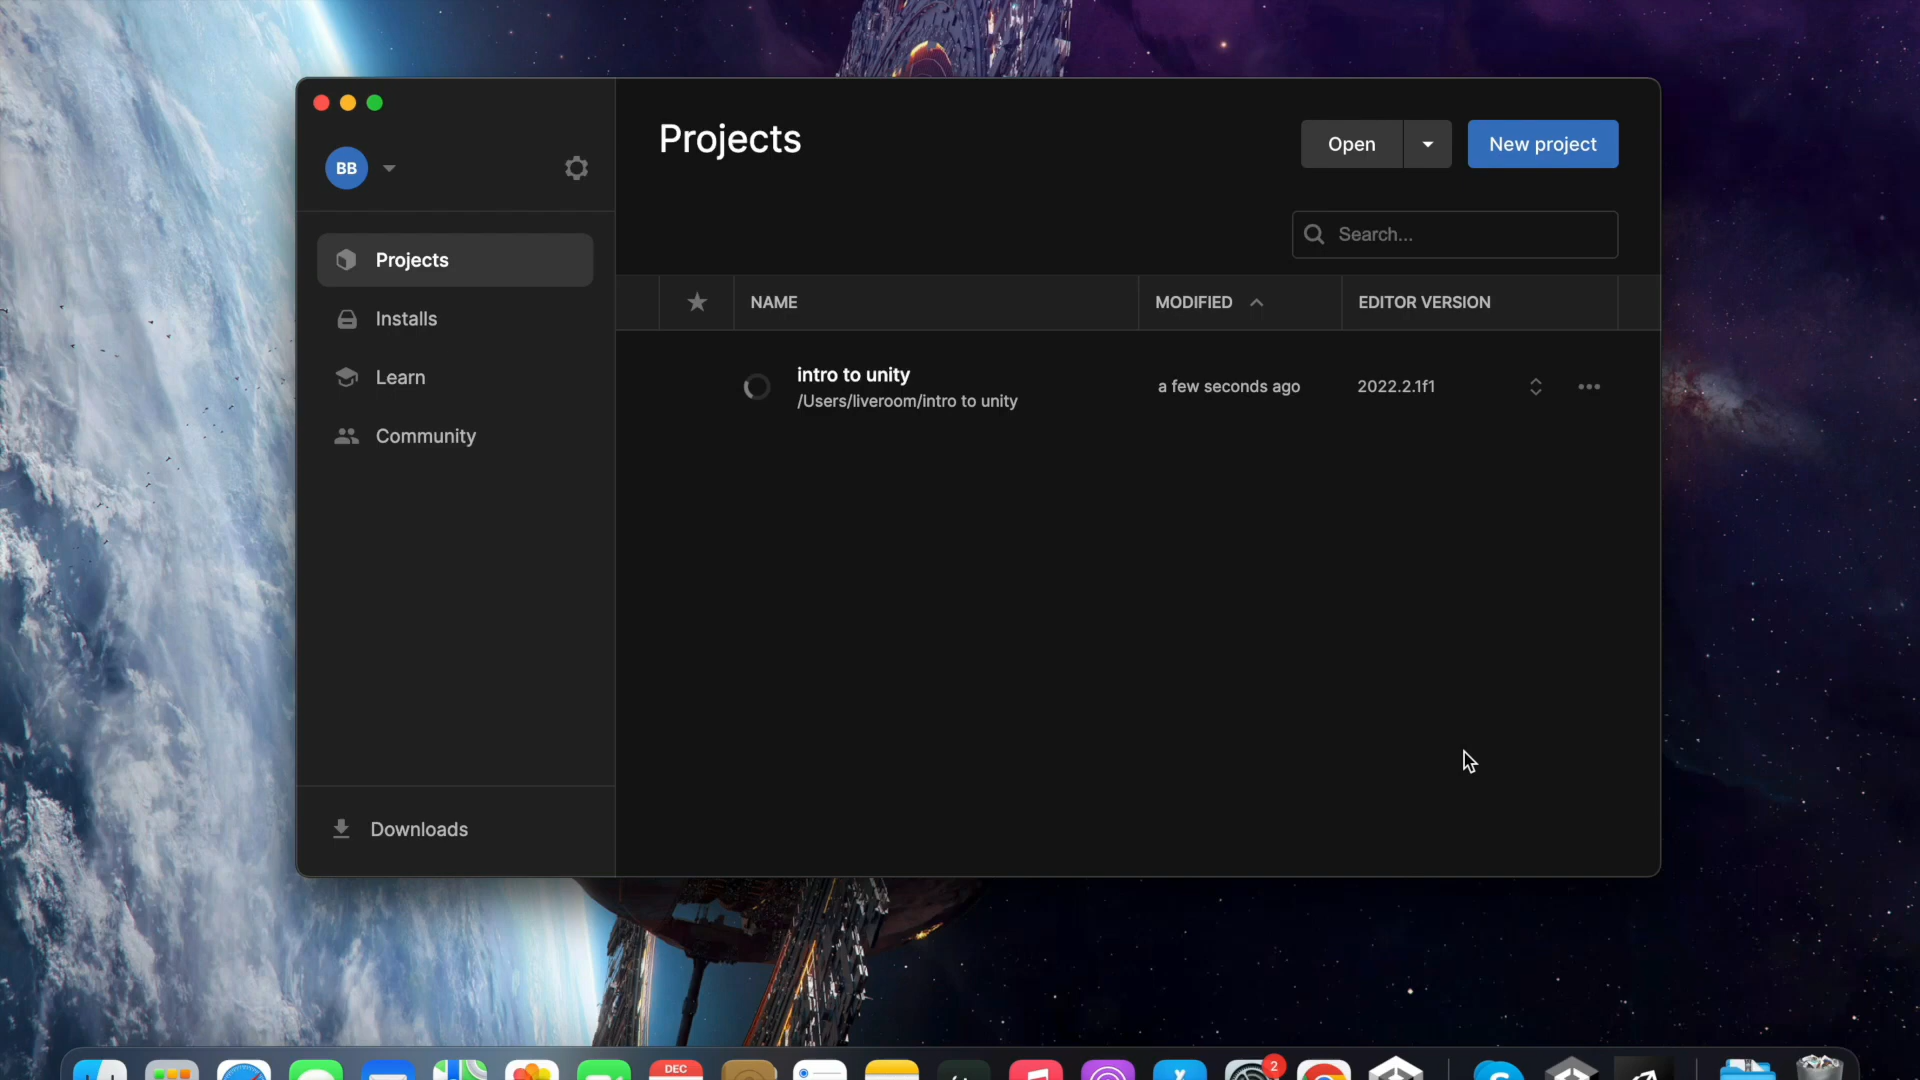 Projects
Open
New project
BB
Search...
Projects
Installs
Learn
Community
Downloads
NAME
MODIFIED
EDITOR VERSION
intro to unity
/Users/liveroom/intro to unity
a few seconds ago
2022.2.1f1
DEC
2